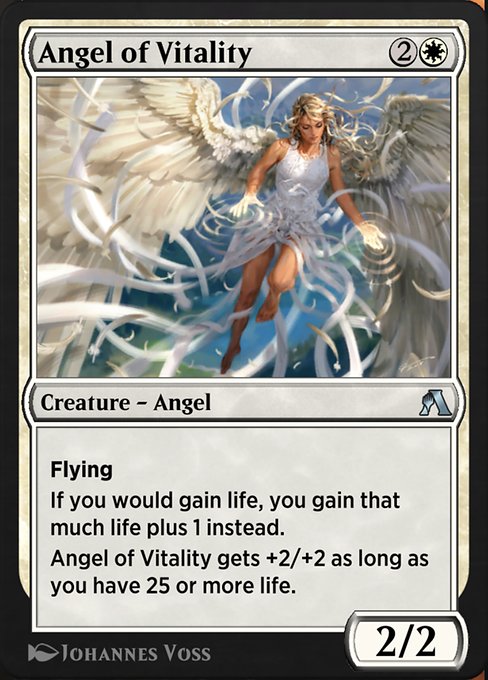 Angel of Vitality 2
Creature – Angel
Flying
If you would gain life, you gain that
much life plus 1 instead.
Angel of Vitality gets +2/+2 as long as
you have 25 or more life.
2/2
Johannes Voss